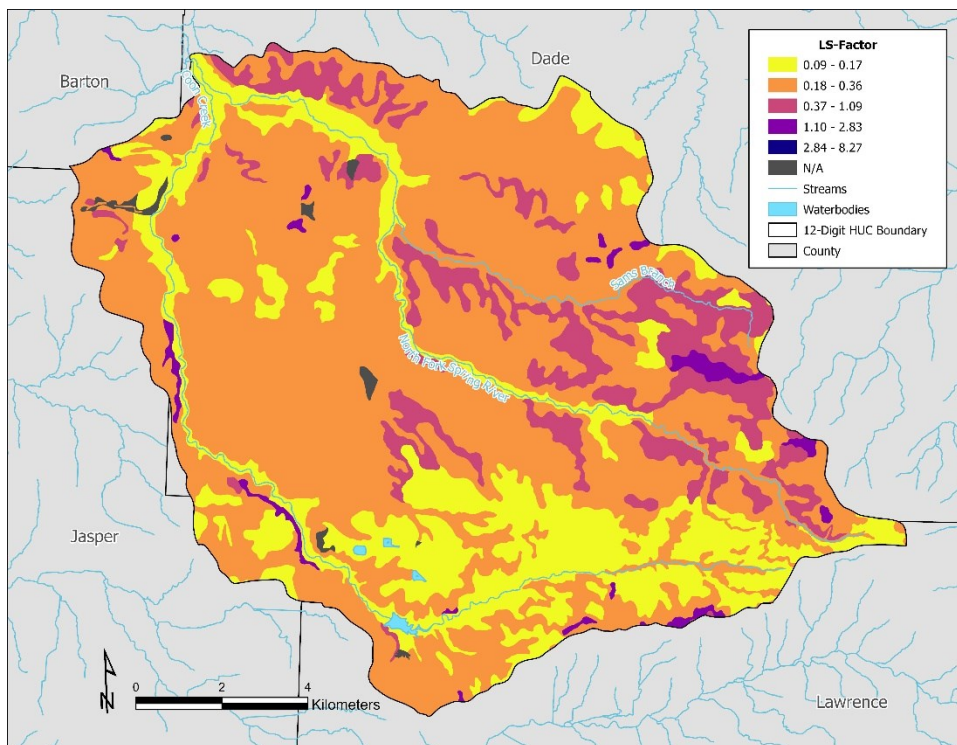 Dade
Barton
LS-Factor
0.09 - 0.17
0.18 - 0.36
0.37 - 1.09
1.10 - 2.83
2.84 - 8.27
N/A
Streams
Waterbodies
12-Digit HUC Boundary
County
Creek
Sams Branch
North Fork Spring River
Jasper
N
0 2 4
Kilometers
Lawrence